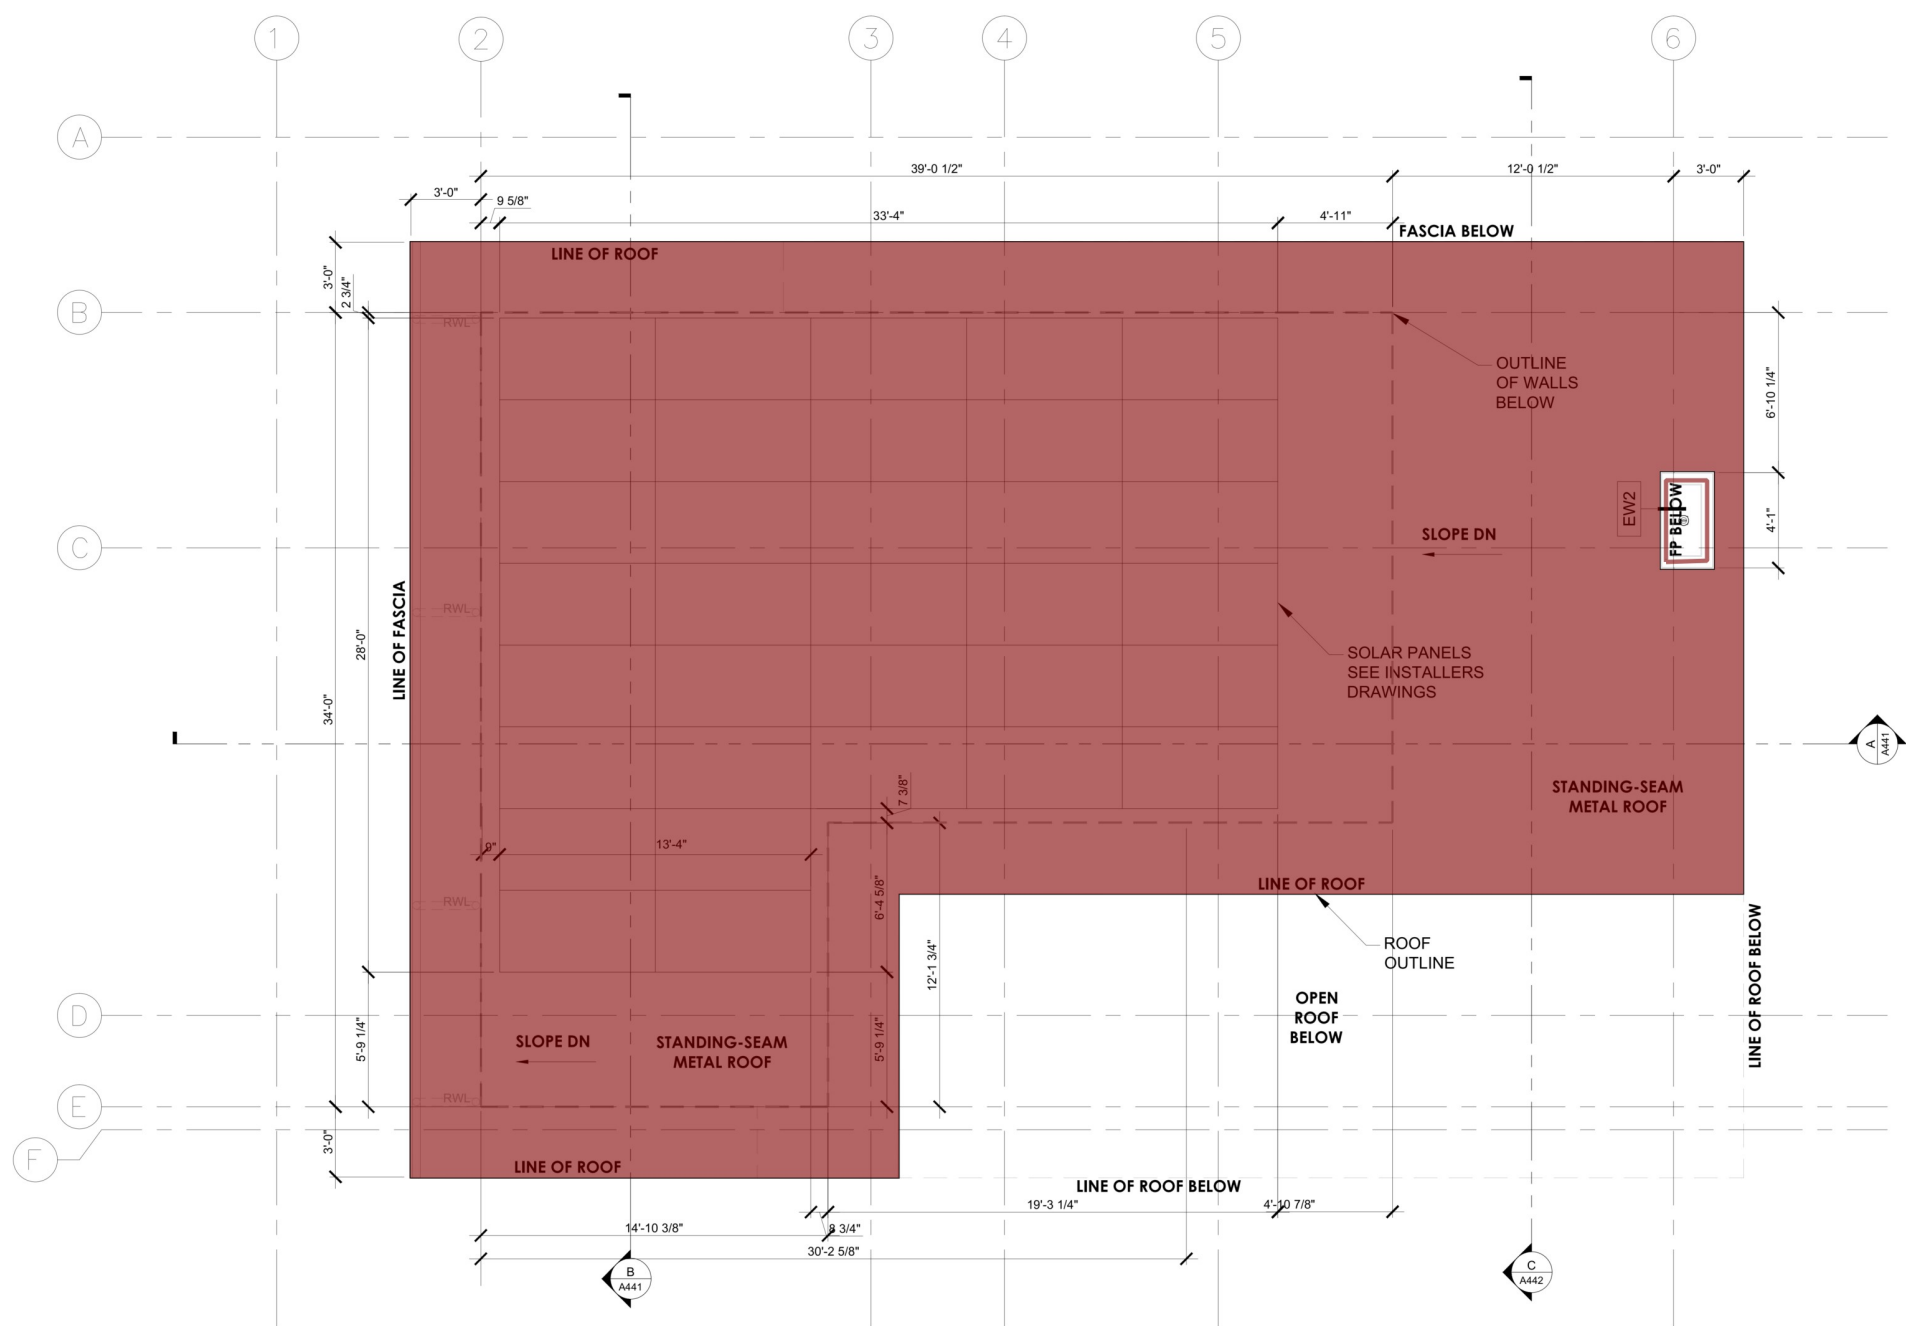 1
2
3
4
5
6
A
39'-0 1/2"
12'-0 1/2"
3'-0"
3'-0"
9 5/8"
33'-4"
4'-11"
FASCIA BELOW
LINE OF ROOF
3'-0"
2 3/4"
B
RWL
OUTLINE
OF WALLS
BELOW
6'-10 1/4"
EW2
FP BELOW
4'-1"
SLOPE DN
C
LINE OF FASCIA
RWL
28'-0"
34'-0"
SOLAR PANELS
SEE INSTALLERS
DRAWINGS
A
A441
STANDING-SEAM
METAL ROOF
7 3/8"
9"
13'-4"
6'-4 5/8"
LINE OF ROOF
RWL
12'-1 3/4"
ROOF
OUTLINE
LINE OF ROOF BELOW
OPEN
ROOF
BELOW
D
5'-9 1/4"
SLOPE DN
STANDING-SEAM
METAL ROOF
5'-9 1/4"
RWL
E
F
3'-0"
LINE OF ROOF
LINE OF ROOF BELOW
19'-3 1/4"
4'-10 7/8"
14'-10 3/8"
8 3/4"
30'-2 5/8"
B
A441
C
A442